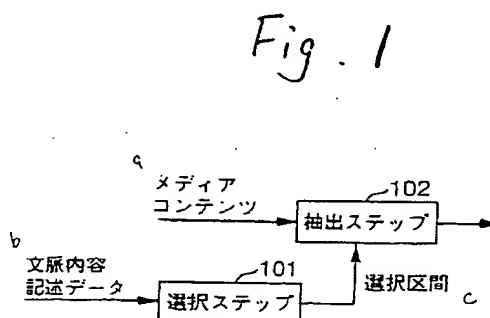 Fig. 1
a
メディア
コンテンツ
102
抽出ステップ
b
文脈内容
記述データ
101
選択ステップ
選択区間
c